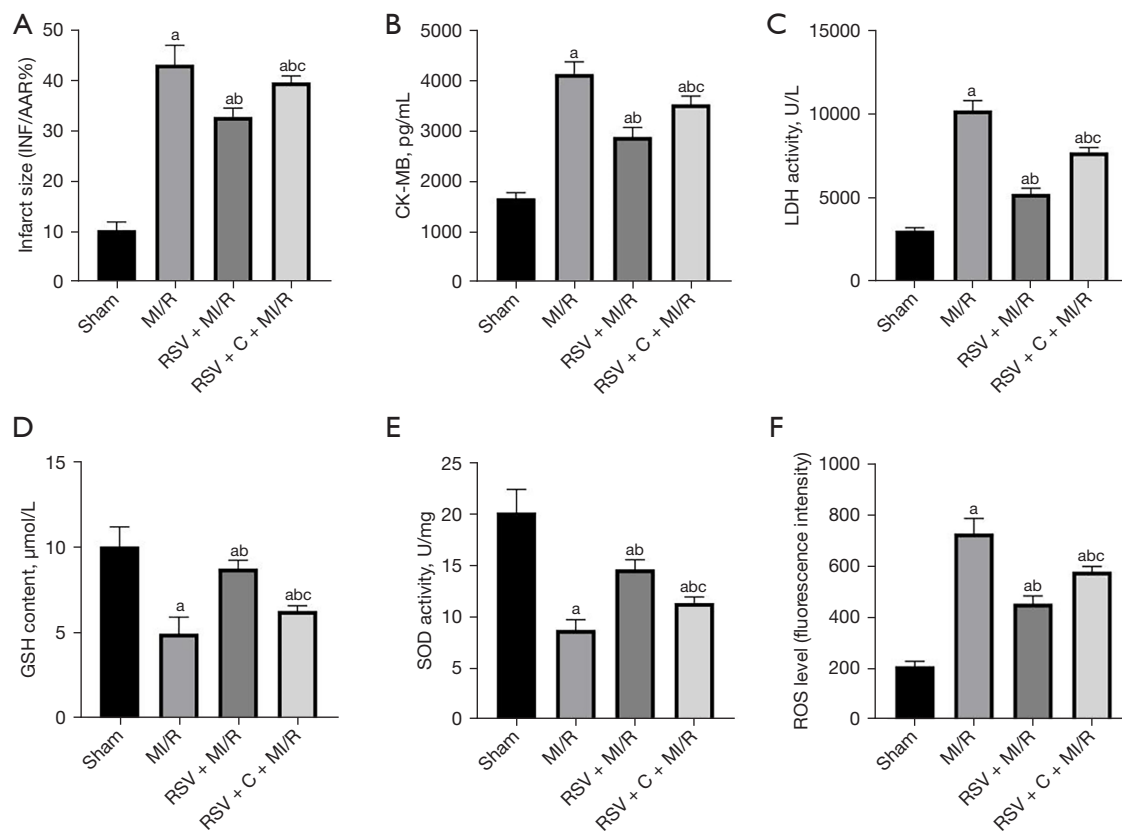 A
Infarct size (INF/AAR%)
50
40
30
20
10
0
a
ab
abc
Sham
MI/R
RSV + MI/R
RSV + C + MI/R
B
CK-MB, pg/mL
5000
4000
3000
2000
1000
0
a
ab
abc
Sham
MI/R
RSV + MI/R
RSV + C + MI/R
C
LDH activity, U/L
15000
10000
5000
0
a
ab
abc
Sham
MI/R
RSV + MI/R
RSV + C + MI/R
D
GSH content, μmol/L
15
10
5
0
a
ab
abc
Sham
MI/R
RSV + MI/R
RSV + C + MI/R
E
SOD activity, U/mg
25
20
15
10
5
0
a
ab
abc
Sham
MI/R
RSV + MI/R
RSV + C + MI/R
F
ROS level (fluorescence intensity)
1000
800
600
400
200
0
a
ab
abc
Sham
MI/R
RSV + MI/R
RSV + C + MI/R